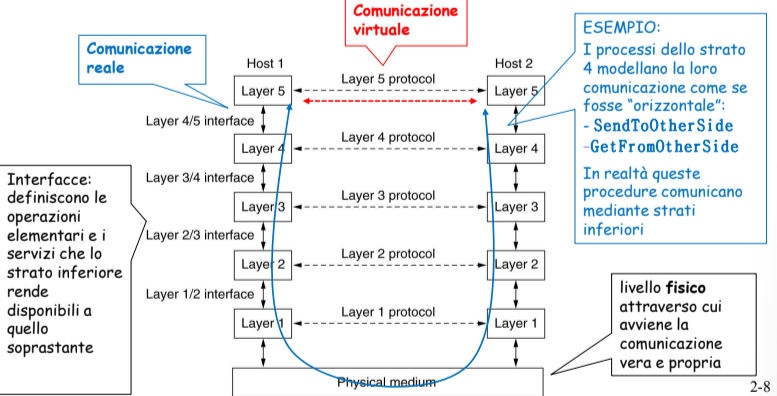 Comunicazione
virtuale
Comunicazione
reale
ESEMPIO:
I processi dello strato
4 modellano la loro
comunicazione come se
fosse "orizzontale":
- SendToOtherSide
-GetFromOtherSide
In realtà queste
procedure comunicano
mediante strati
inferiori
Host 1
Host 2
Layer 5
Layer 5 protocol
Layer 5
Layer 4/5 interface
Layer 4
Layer 4 protocol
Layer 4
Layer 3/4 interface
Layer 3
Layer 3 protocol
Layer 3
Layer 2/3 interface
Layer 2
Layer 2 protocol
Layer 2
Layer 1/2 interface
Layer 1
Layer 1 protocol
Layer 1
Physical medium
Interfacce:
definiscono le
operazioni
elementari e i
servizi che lo
strato inferiore
rende
disponibili a
quello
soprastante
livello fisico
attraverso cui
avviene la
comunicazione
vera e propria
2-8